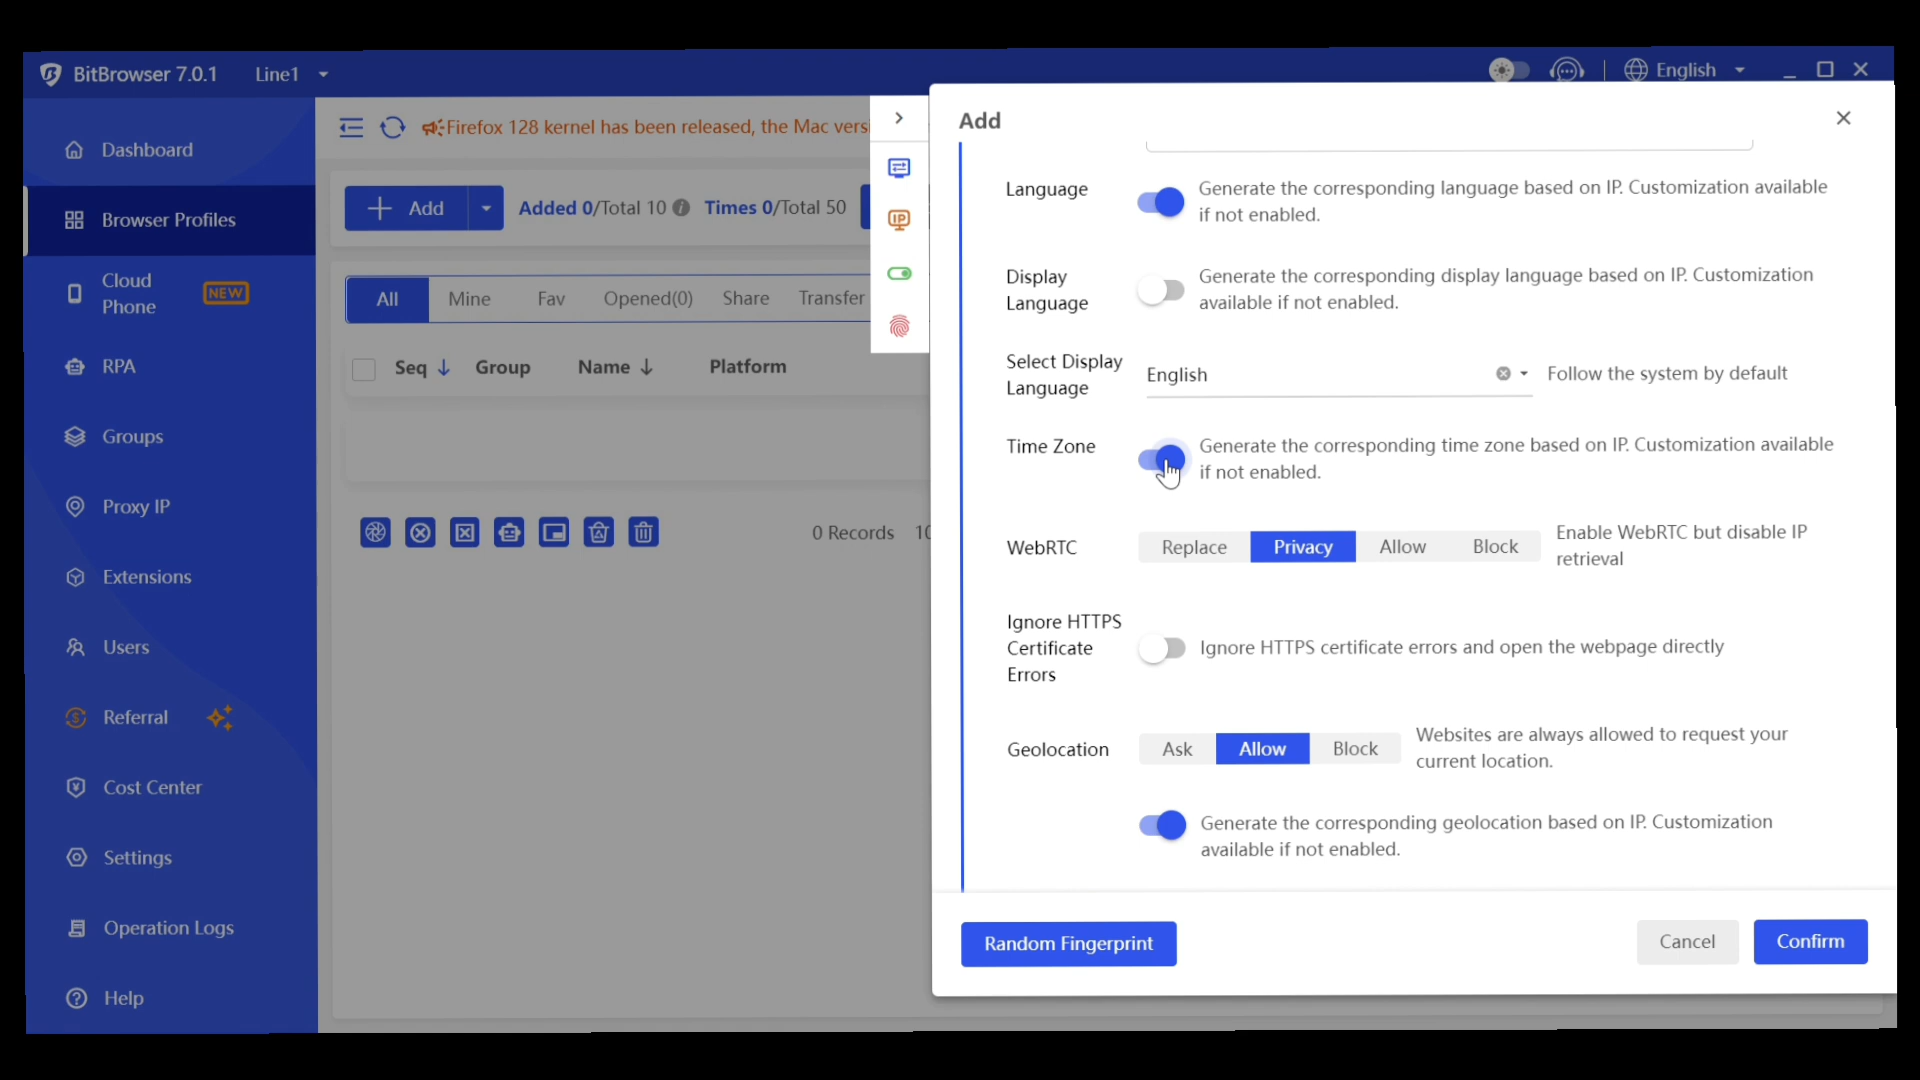 BitBrowser 7.0.1
Line1
English
Dashboard
Browser Profiles
Cloud
Phone
NEW
RPA
Groups
Proxy IP
Extensions
Users
Referral
Cost Center
Settings
Operation Logs
Help
Firefox 128 kernel has been released, the Mac
Add
Added 0/Total 10
Times 0/Total 50
All
Mine
Fav
Opened(0)
Share
Transfer
Seq
Group
Name
Platform
0 Records
IP
Add
Language
Generate the corresponding language based on IP. Customization available
if not enabled.
Display
Language
Generate the corresponding display language based on IP. Customization
available if not enabled.
Select Display
Language
English
Follow the system by default
Time Zone
Generate the corresponding time zone based on IP. Customization available
if not enabled.
WebRTC
Replace
Privacy
Allow
Block
Enable WebRTC but disable IP
retrieval
Ignore HTTPS
Certificate
Errors
Ignore HTTPS certificate errors and open the webpage directly
Geolocation
Ask
Allow
Block
Websites are always allowed to request your
current location.
Generate the corresponding geolocation based on IP. Customization
available if not enabled.
Random Fingerprint
Cancel
Confirm